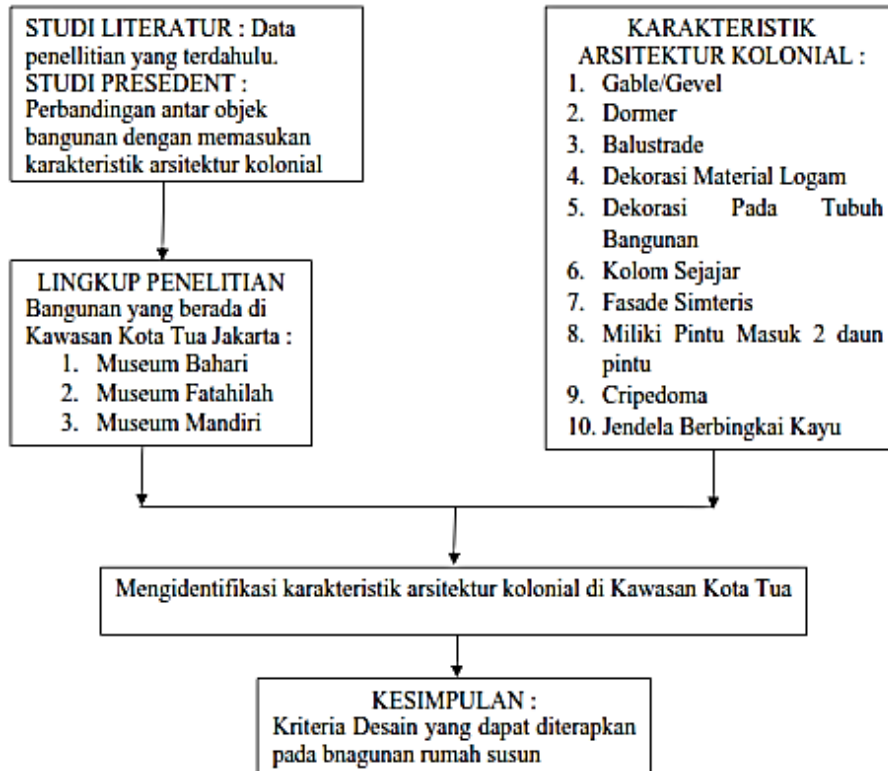 STUDI LITERATUR : Data
penellitian yang terdahulu.
STUDI PRESEDENT :
Perbandingan antar objek
bangunan dengan memasukan
karakteristik arsitektur kolonial
LINGKUP PENELITIAN
Bangunan yang berada di
Kawasan Kota Tua Jakarta :
1. Museum Bahari
2. Museum Fatahilah
3. Museum Mandiri
KARAKTERISTIK
ARSITEKTUR KOLONIAL :
1. Gable/Gevel
2. Dormer
3. Balustrade
4. Dekorasi Material Logam
5. Dekorasi Pada Tubuh
Bangunan
6. Kolom Sejajar
7. Fasade Simteris
8. Miliki Pintu Masuk 2 daun
pintu
9. Cripedoma
10. Jendela Berbingkai Kayu
Mengidentifikasi karakteristik arsitektur kolonial di Kawasan Kota Tua
KESIMPULAN :
Kriteria Desain yang dapat diterapkan
pada bnagunan rumah susun